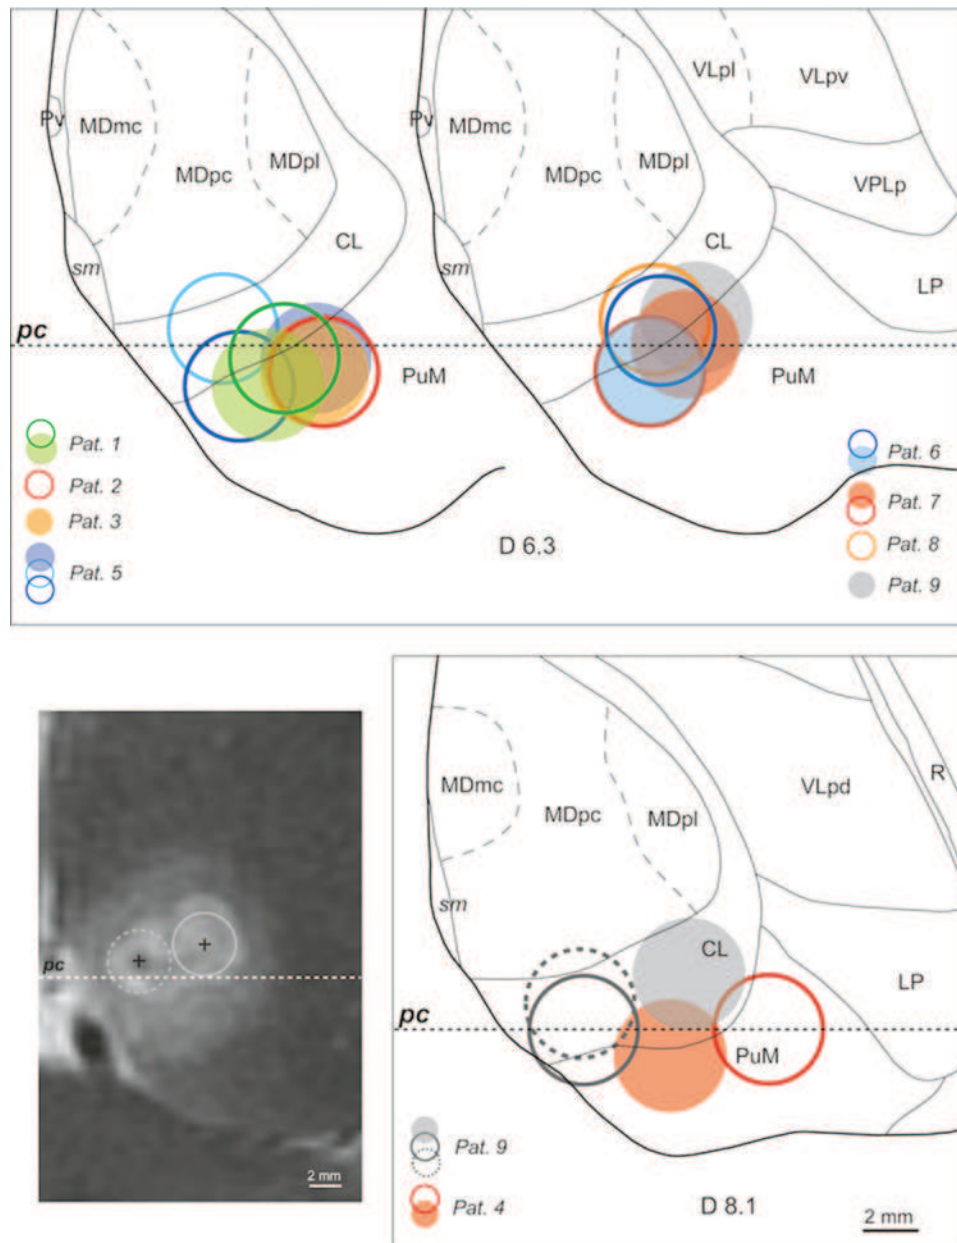 VLpl VLpv
Pv MDmc MDpl Pv MDmc MDpl
MDpc MDpc VPLp
CL CL
sm sm LP
pc
PuM PuM
Pat. 1 Pat. 6
Pat. 2 Pat. 7
Pat. 3 Pat. 8
D 6.3
Pat. 5 Pat. 9
MDmc MDpc MDpl VLpd R
sm
CL LP
pc pc
PuM
Pat. 9
Pat. 4 D 8.1
2 mm 2 mm